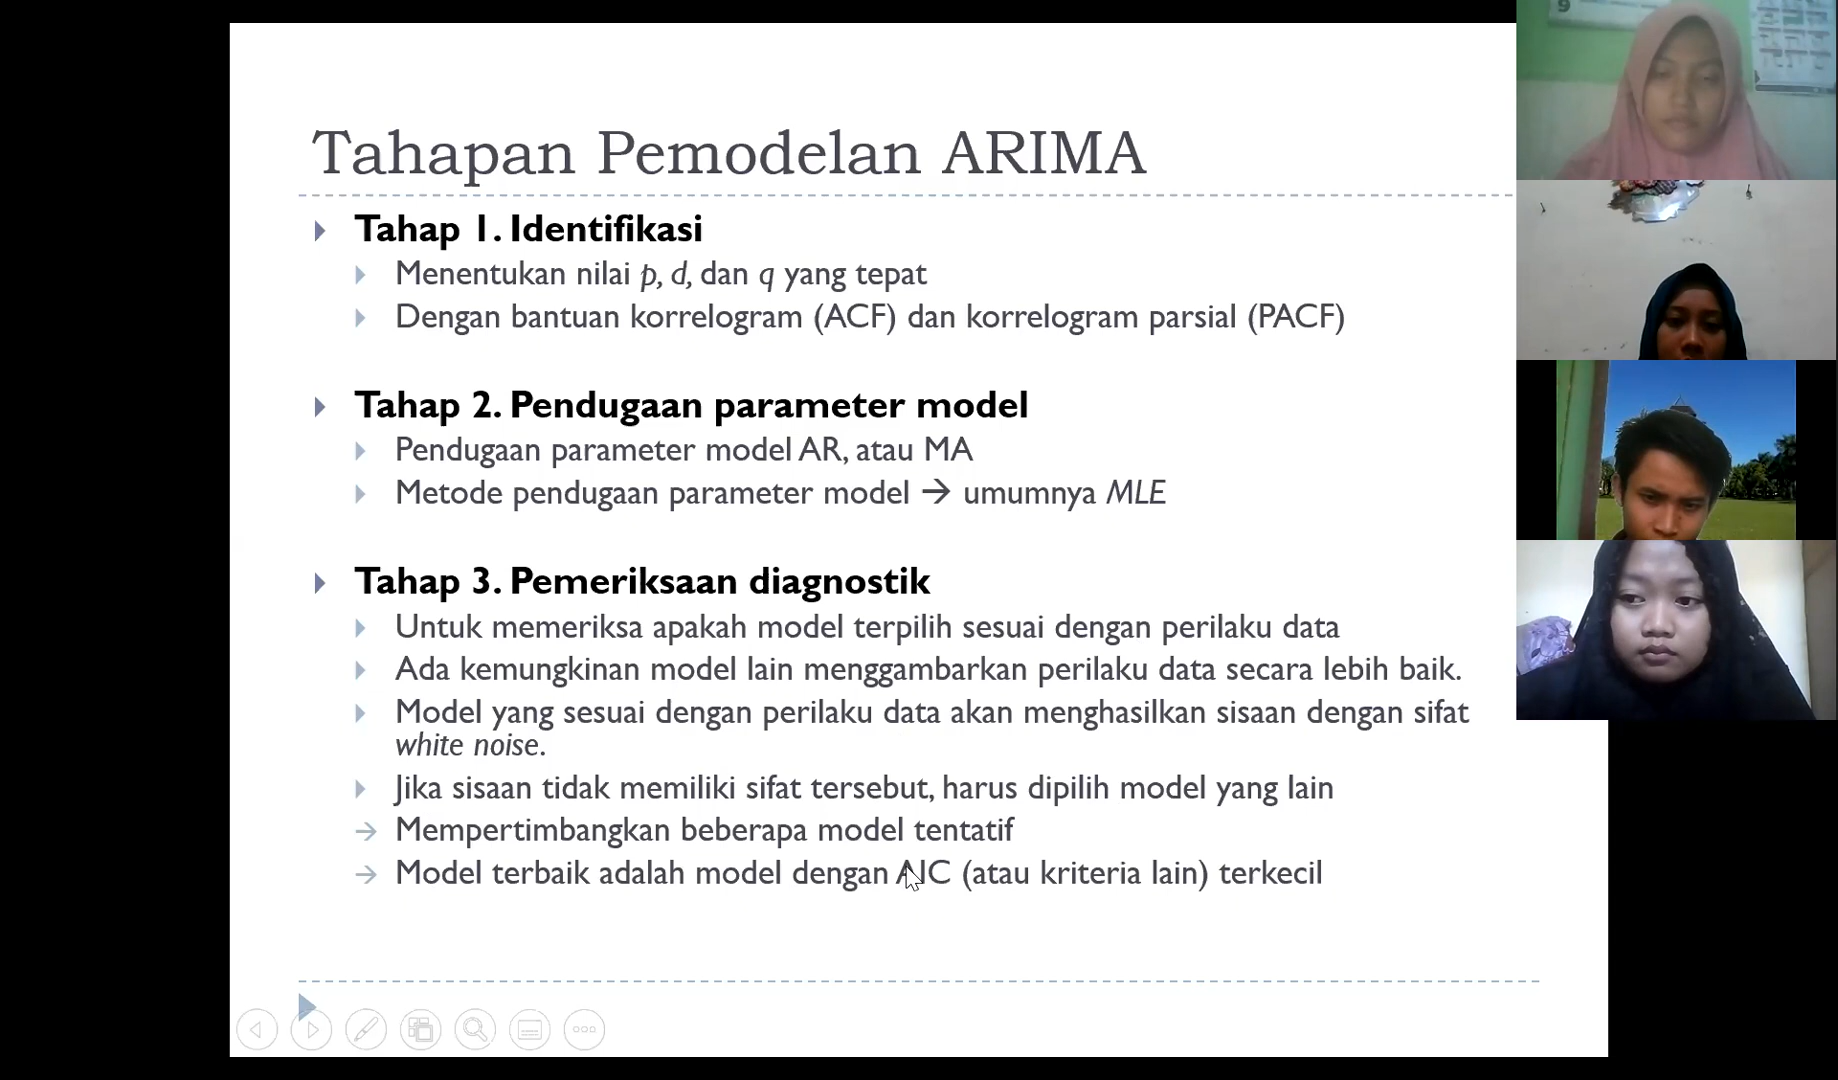 Tahapan Pemodelan ARIMA
Tahap 1. Identifikasi
Menentukan nilai p, d, dan q yang tepat
Dengan bantuan korrelogram (ACF) dan korrelogram parsial (PACF)
Tahap 2. Pendugaan parameter model
Pendugaan parameter model AR, atau MA
Metode pendugaan parameter model → umumnya MLE
Tahap 3. Pemeriksaan diagnostik
Untuk memeriksa apakah model terpilih sesuai dengan perilaku data
Ada kemungkinan model lain menggambarkan perilaku data secara lebih baik.
Model yang sesuai dengan perilaku data akan menghasilkan sisaan dengan sifat
white noise.
Jika sisaan tidak memiliki sifat tersebut, harus dipilih model yang lain
→ Mempertimbangkan beberapa model tentatif
→ Model terbaik adalah model dengan AIC (atau kriteria lain) terkecil
9